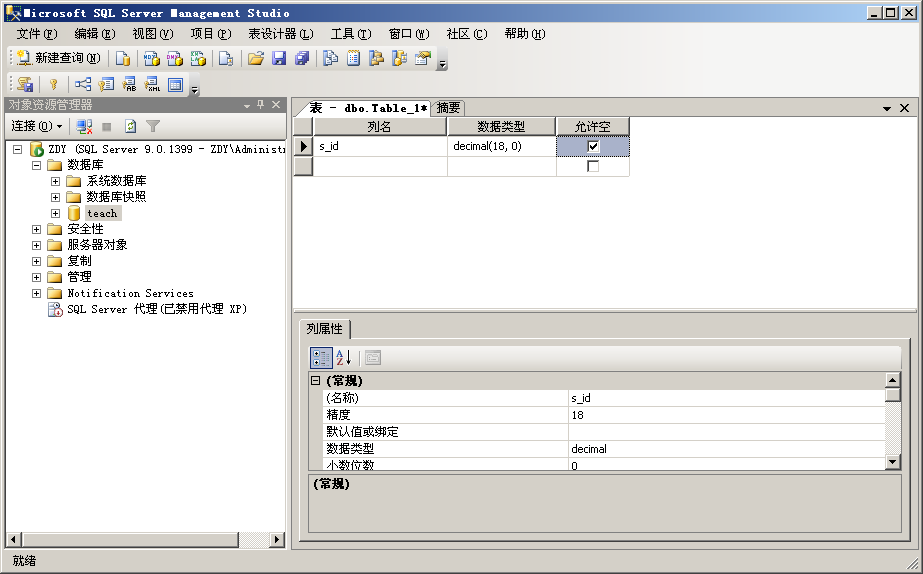 Microsoft SQL Server Management Studio
文件(F) 编辑(E) 视图(V) 项目(P) 表设计器(L) 工具(T) 窗口(W) 社区(C) 帮助(H)
新建查询(N)
对象资源管理器
连接(O)
ZDY (SQL Server 9.0.1399 - ZDY\Administr
数据库
系统数据库
数据库快照
teach
安全性
服务器对象
复制
管理
Notification Services
SQL Server 代理(已禁用代理 XP)
表 - dbo.Table_1* 摘要
列名 数据类型 允许空
s_id decimal(18, 0)
列属性
(常规)
(名称) s_id
精度 18
默认值或绑定
数据类型 decimal
小数位数 0
(常规)
就绪